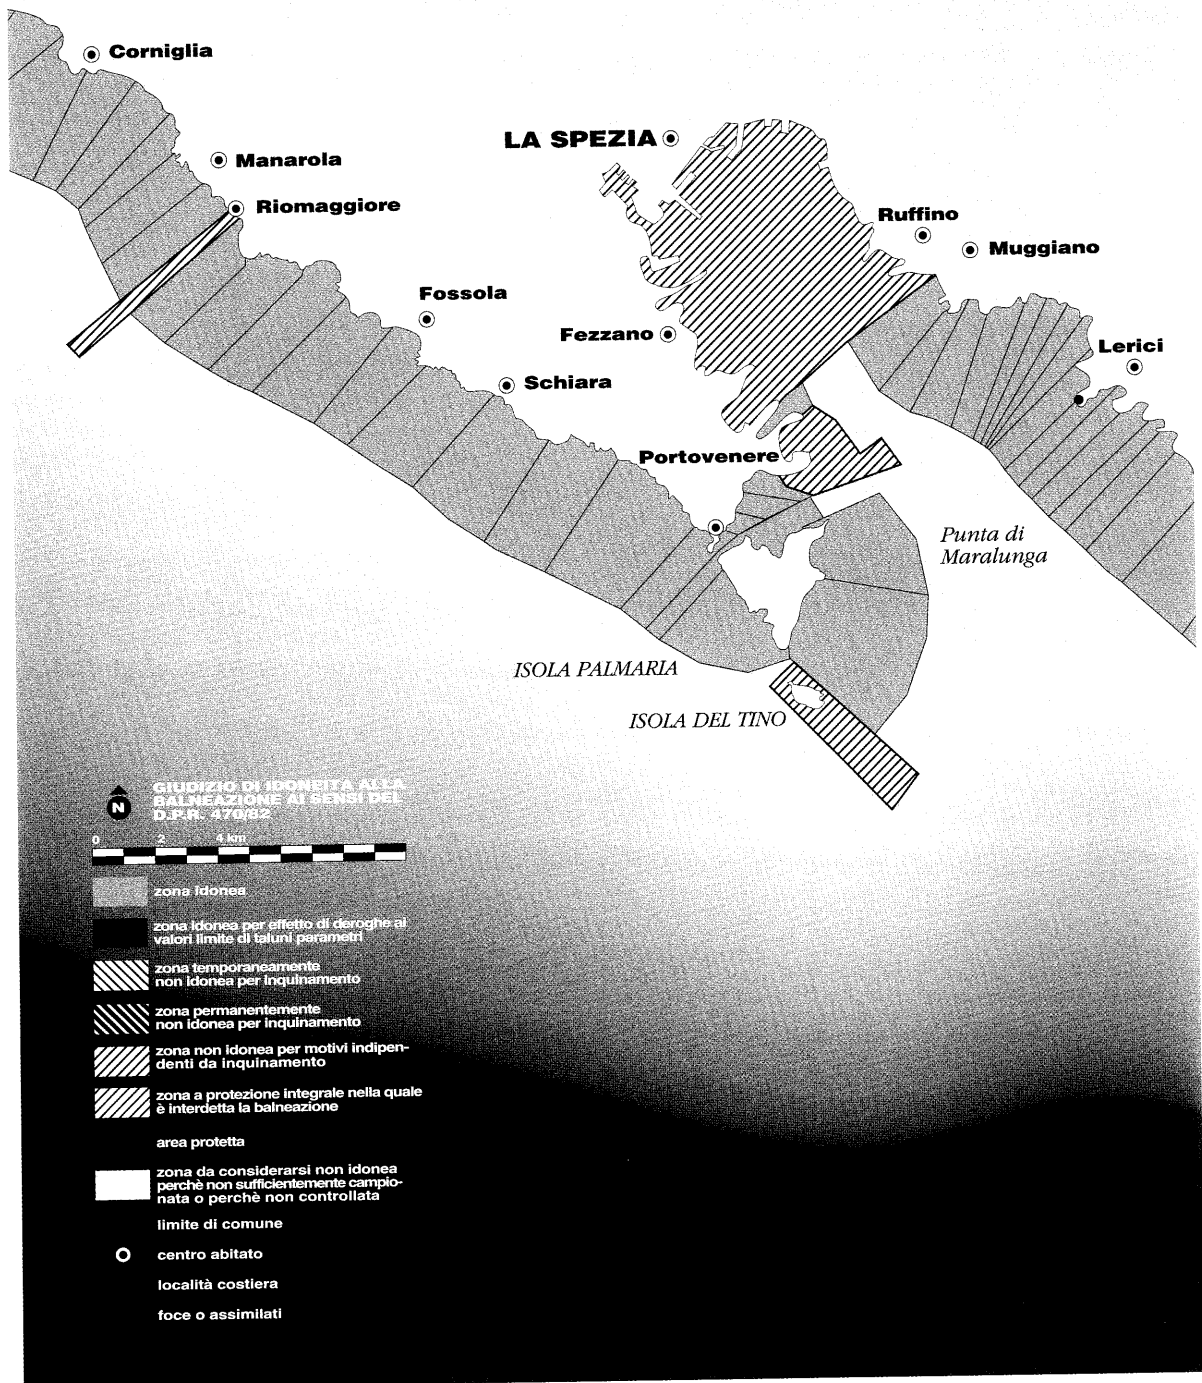 Corniglia
LA SPEZIA
Manarola
Riomaggiore
Ruffino
Muggiano
Fossola
Fezzano
Lerici
Schiara
Portovenere
Punta di
Maralunga
ISOLA PALMARIA
ISOLA DEL TINO
N
GIUDIZIO DI IDONEITÀ ALLA
BALNEAZIONE AI SENSI DEL
D.P.R. 470/82
0 2 4 km
zona idonea
zona idonea per effetto di deroghe ai
valori limite di taluni parametri
zona temporaneamente
non idonea per inquinamento
zona permanentemente
non idonea per inquinamento
zona non idonea per motivi indipen-
denti da inquinamento
zona a protezione integrale nella quale
è interdetta la balneazione
area protetta
zona da considerarsi non idonea
perchè non sufficientemente campio-
nata o perchè non controllata
limite di comune
centro abitato
località costiera
foce o assimilati